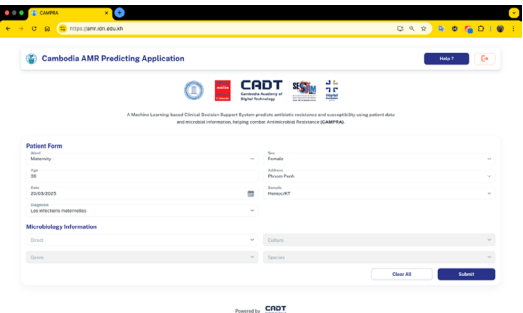 CAMPRA
https://amr.idri.edu.kh
Cambodia AMR Predicting Application
Help ?
CADT
Cambodia Academy of
Digital Technology
A Machine Learning-based Clinical Decision Support System predicts antibiotic resistance and susceptibility using patient data
and microbial information, helping combat Antimicrobial Resistance (CAMPRA).
Patient Form
Ward
Maternity
Sex
Female
Age
Address
Phnom Penh
Date
20/03/2025
Sample
Hemoc/KT
Diagnosis
Les infections maternelles
Microbiology Information
Direct
Culture
Genre
Species
Clear All
Submit
Powered by
CADT